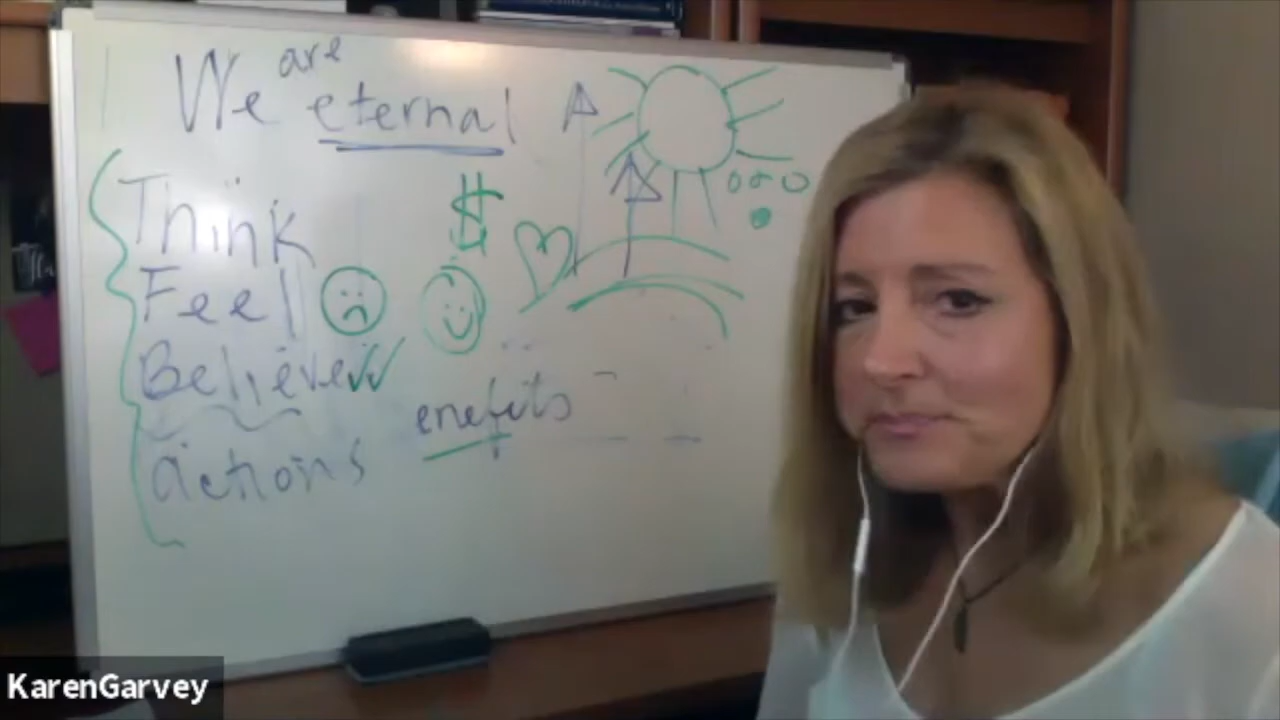 We are eternal
Think
$
Feel
Believe
enefits
actions
KarenGarvey